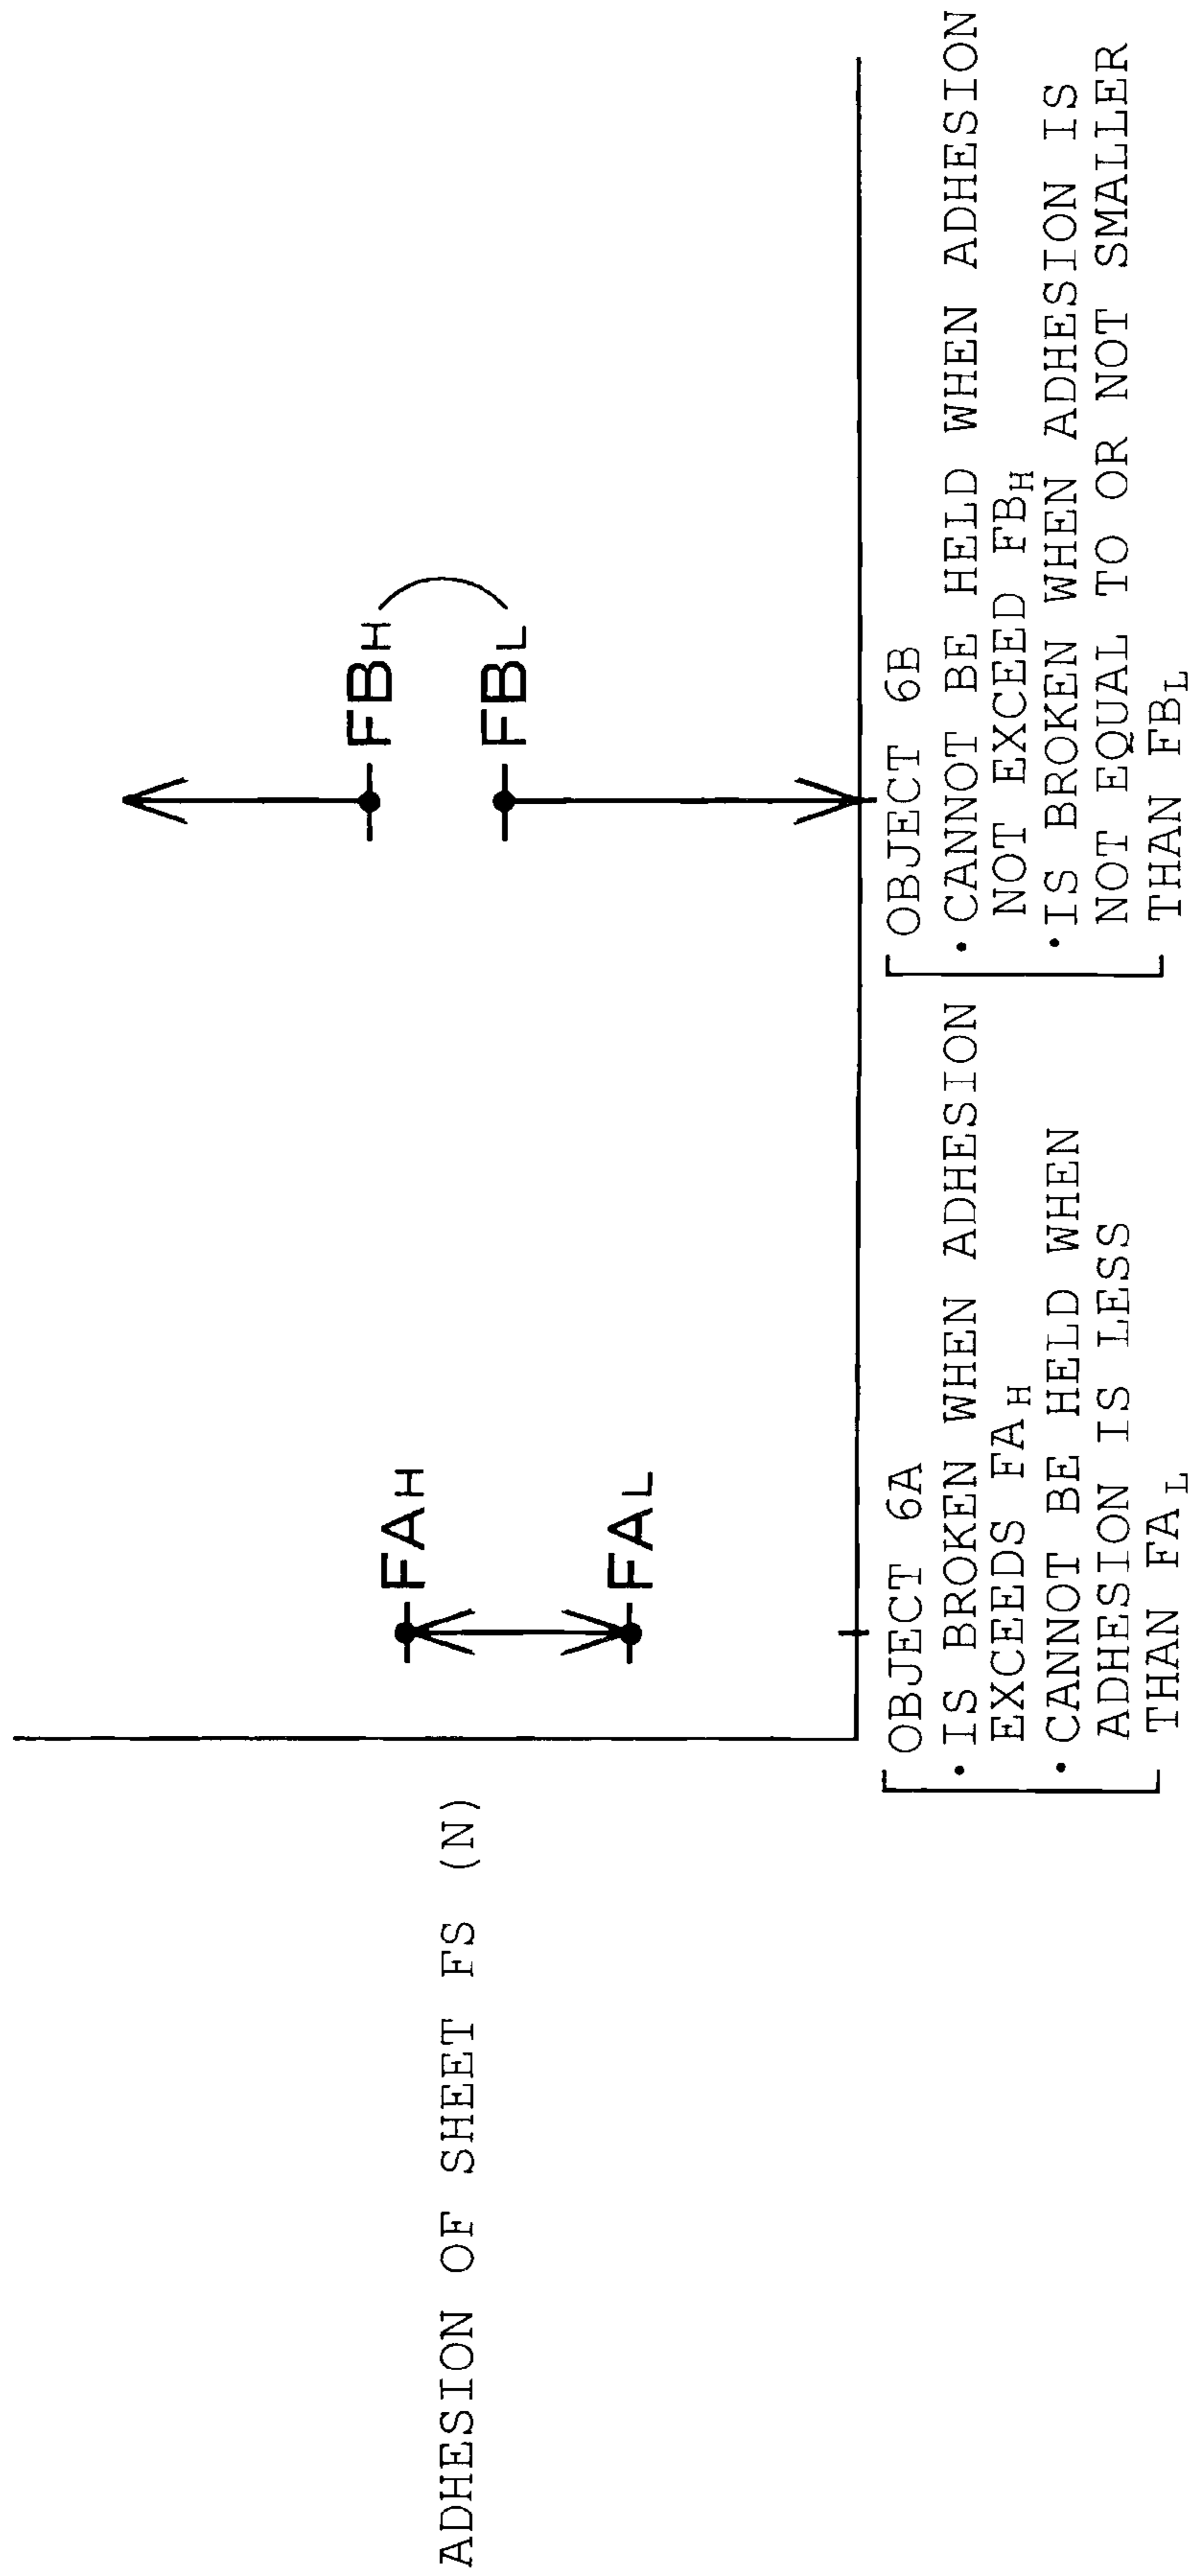 ADHESION OF SHEET FS (N)
FAH
FAL
FBH
FBL
OBJECT 6A
· IS BROKEN WHEN ADHESION
EXCEEDS FAH
· CANNOT BE HELD WHEN
ADHESION IS LESS
THAN FAL
OBJECT 6B
· CANNOT BE HELD WHEN ADHESION
NOT EXCEED FBH
· IS BROKEN WHEN ADHESION IS
NOT EQUAL TO OR NOT SMALLER
THAN FBL